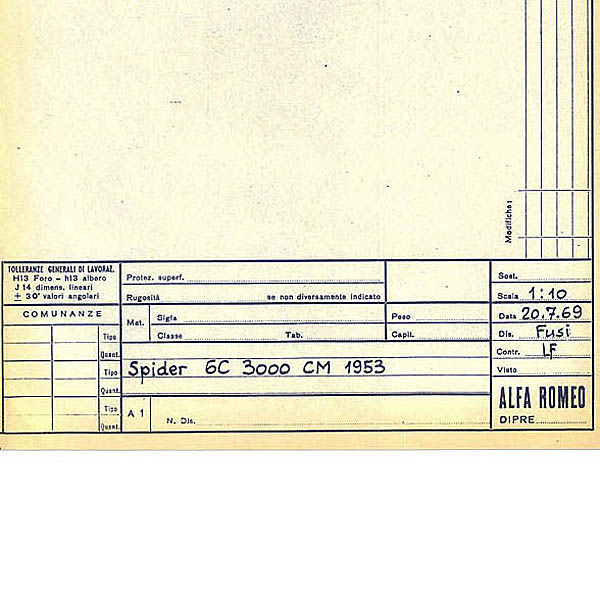 Modifiche:
TOLLERANZE GENERALI DI LAVORAZ.
H13 Foro - h13 albero
J 14 dimens. lineari
± 30' valori angolari
COMUNANZE
Tipo
Quant.
Tipo
Quant.
Tipo
Quant.
Protez. superf.
Rugosità se non diversamente indicato
Mat. Sigla
Classe Tab.
Peso
Capit.
Spider 6C 3000 CM 1953
A 1 N. Dis.
Sost.
Scala 1:10
Data 20.7.69
Dis. Fusi
Contr. LF
Visto
ALFA ROMEO
DIPRE